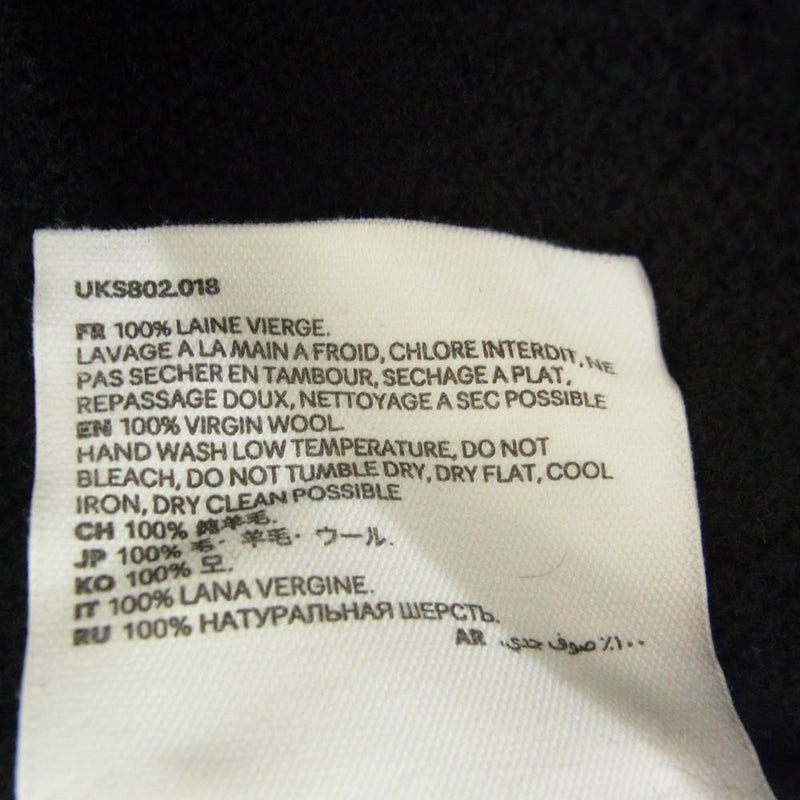 UKS802.018
FR 100% LAINE VIERGE.
LAVAGE A LA MAIN A FROID, CHLORE INTERDIT, NE
PAS SECHER EN TAMBOUR, SECHAGE A PLAT,
REPASSAGE DOUX, NETTOYAGE A SEC POSSIBLE
EN 100% VIRGIN WOOL.
HAND WASH LOW TEMPERATURE, DO NOT
BLEACH, DO NOT TUMBLE DRY, DRY FLAT, COOL
IRON, DRY CLEAN POSSIBLE
CH 100% 纯羊毛.
JP 100% 毛・羊毛・ウール.
KO 100% 모.
IT 100% LANA VERGINE.
RU 100% НАТУРАЛЬНАЯ ШЕРСТЬ.
AR ١٠٠٪ صوف جدي.